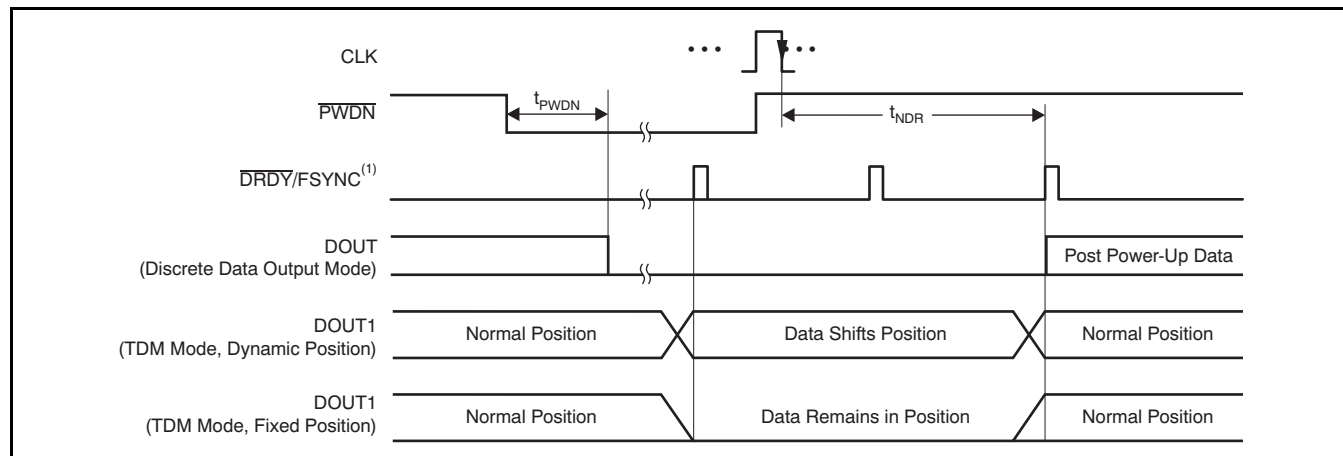 CLK
PWDN
tPWDN
tNDR
DRDY/FSYNC(1)
DOUT
(Discrete Data Output Mode)
Post Power-Up Data
DOUT1
(TDM Mode, Dynamic Position)
Normal Position
Data Shifts Position
Normal Position
DOUT1
(TDM Mode, Fixed Position)
Normal Position
Data Remains in Position
Normal Position